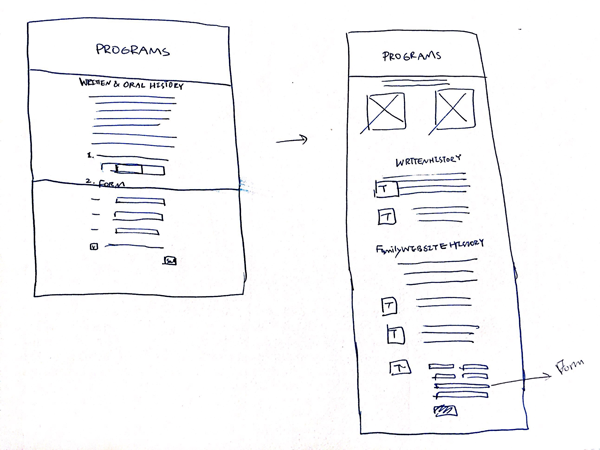 PROGRAMS
WRITTEN & ORAL HISTORY
1.
2. FORM
PROGRAMS
WRITTEN HISTORY
T
T
Family WEBSITE HISTORY
T
T
T
Form